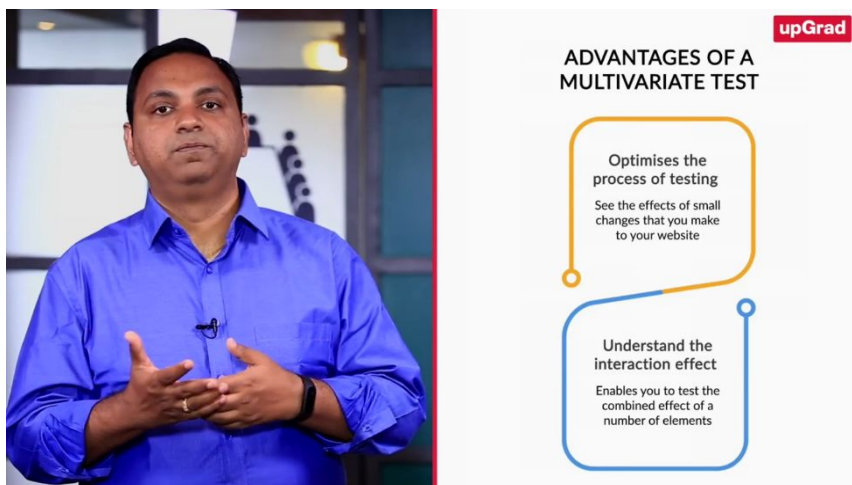 upGrad
ADVANTAGES OF A
MULTIVARIATE TEST
Optimises the
process of testing
See the effects of small
changes that you make
to your website
Understand the
interaction effect
Enables you to test the
combined effect of a
number of elements